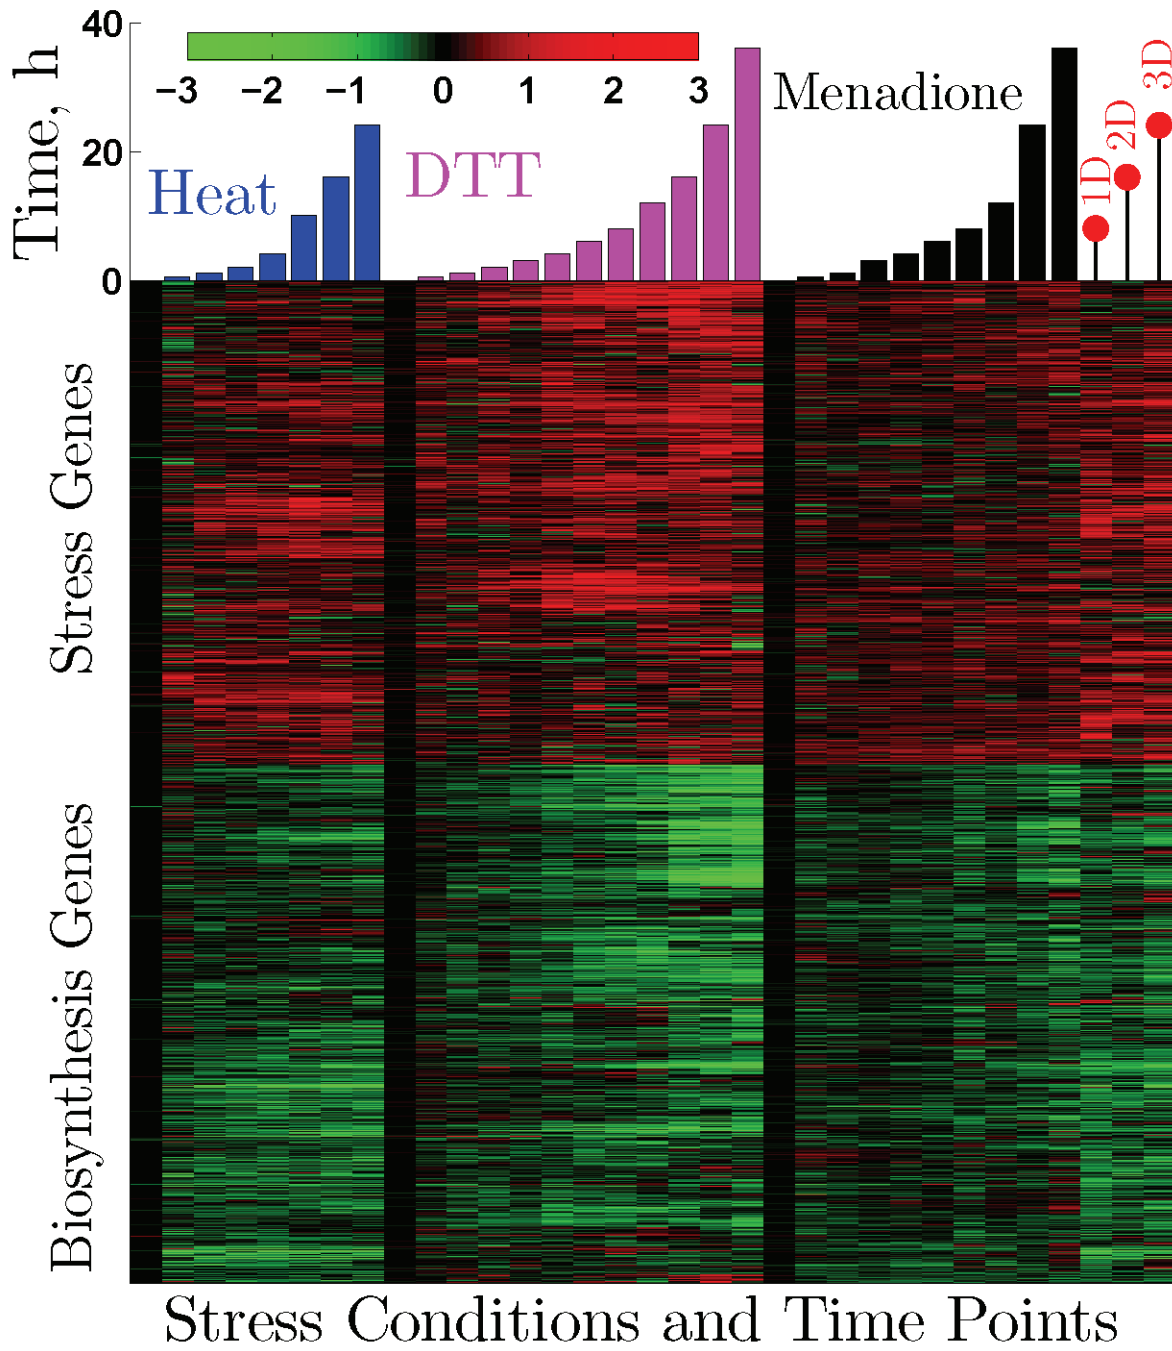 40
20
0
Time, h
−3 −2 −1 0 1 2 3
Heat
DTT
Menadione
1D
2D
3D
Stress Genes
Biosynthesis Genes
Stress Conditions and Time Points